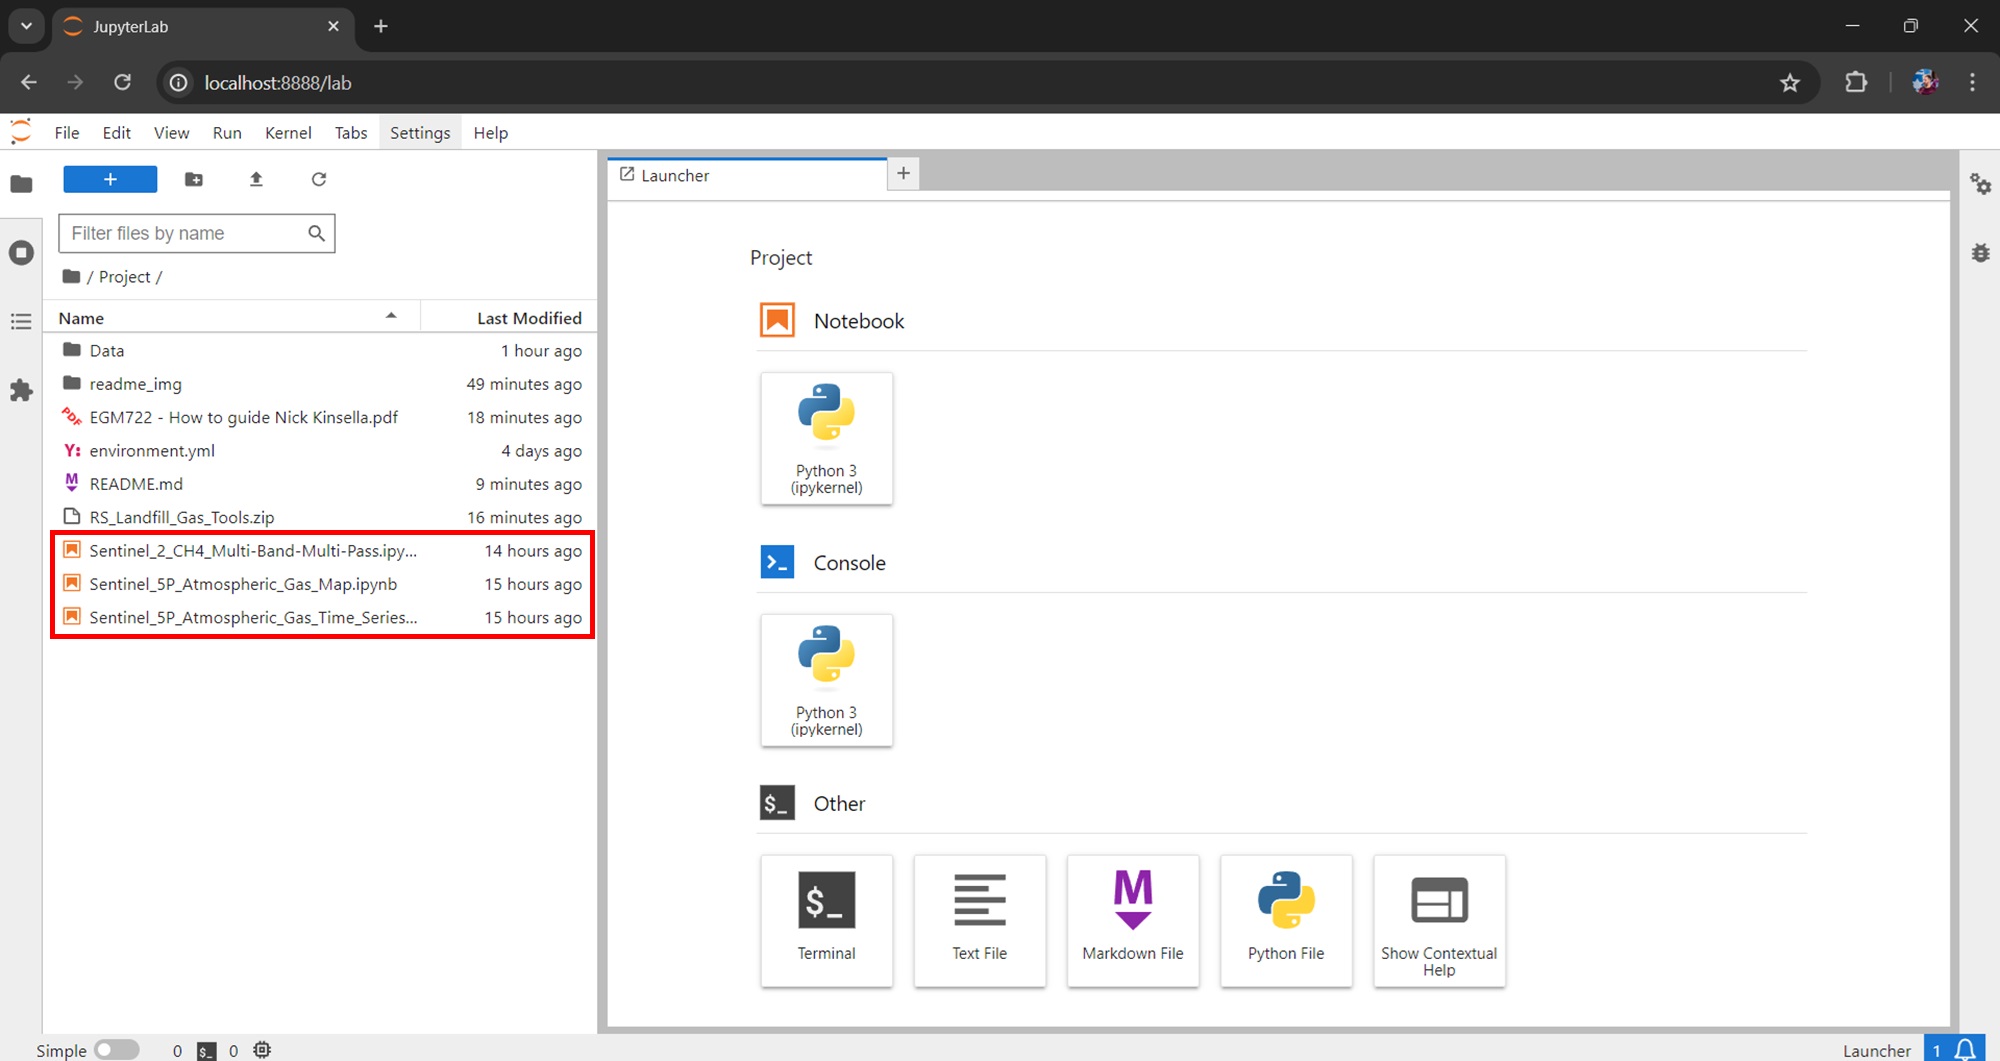 JupyterLab
localhost:8888/lab
File Edit View Run Kernel Tabs Settings Help
Filter files by name
/ Project /
Name Last Modified
Data 1 hour ago
readme_img 49 minutes ago
EGM722 - How to guide Nick Kinsella.pdf 18 minutes ago
environment.yml 4 days ago
README.md 9 minutes ago
RS_Landfill_Gas_Tools.zip 16 minutes ago
Sentinel_2_CH4_Multi-Band-Multi-Pass.ipy... 14 hours ago
Sentinel_5P_Atmospheric_Gas_Map.ipynb 15 hours ago
Sentinel_5P_Atmospheric_Gas_Time_Series... 15 hours ago
Launcher
Project
Notebook
Python 3
(ipykernel)
Console
Python 3
(ipykernel)
$_ Other
$_
Terminal
Text File
Markdown File
Python File
Show Contextual
Help
Simple 0 $_ 0
Launcher 1